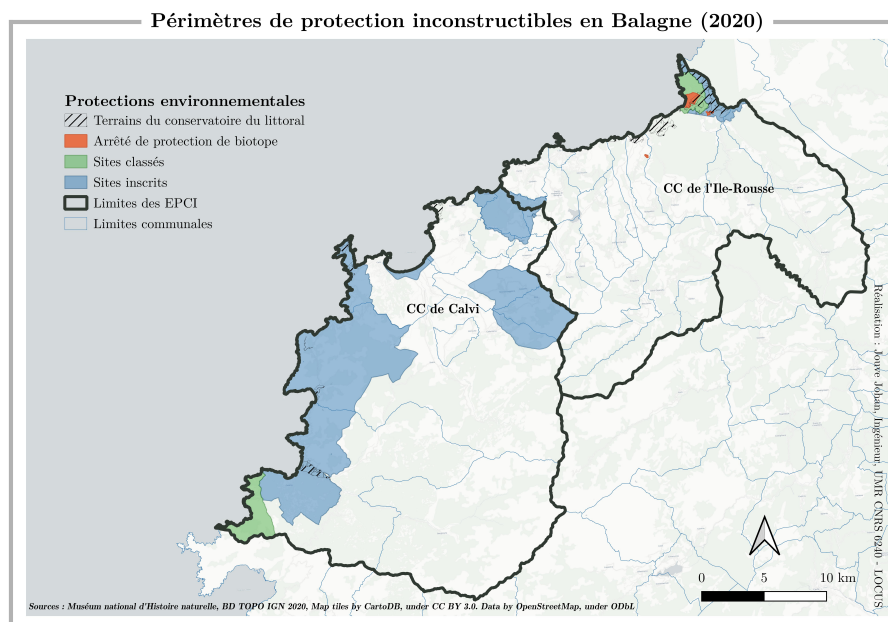 Périmètres de protection inconstructibles en Balagne (2020)
Protections environnementales
Terrains du conservatoire du littoral
Arrêté de protection de biotope
Sites classés
Sites inscrits
Limites des EPCI
Limites communales
CC de l'Ile-Rousse
CC de Calvi
Réalisation : Jouve Johan, Ingénieur, UMR CNRS 6240 - LOCUS
0 5 10 km
Sources : Muséum national d'Histoire naturelle, BD TOPO IGN 2020, Map tiles by CartoDB, under CC BY 3.0. Data by OpenStreetMap, under ODbL